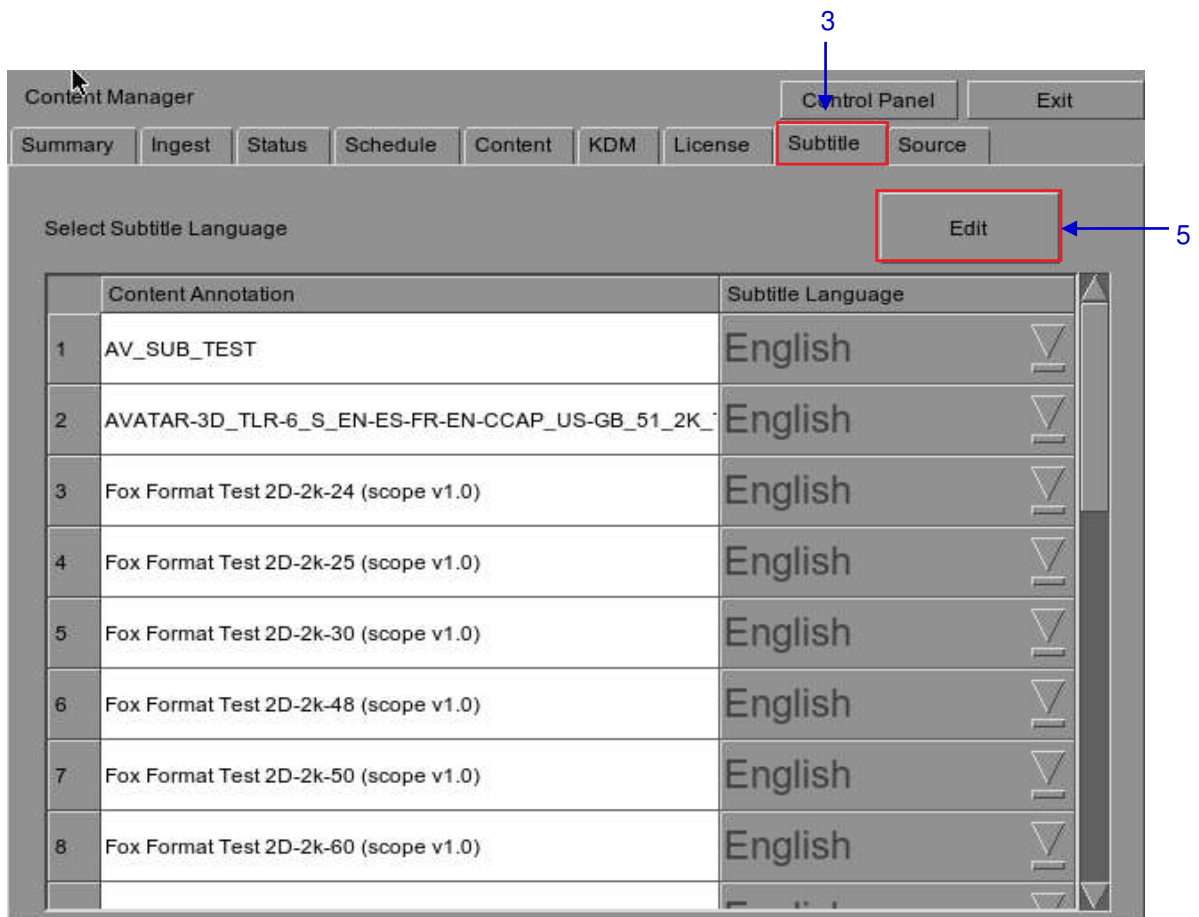 3
Content Manager Control Panel Exit
Summary Ingest Status Schedule Content KDM License Subtitle Source
Select Subtitle Language Edit 5
Content Annotation Subtitle Language
1 AV_SUB_TEST English
2 AVATAR-3D_TLR-6_S_EN-ES-FR-EN-CCAP_US-GB_51_2K_ English
3 Fox Format Test 2D-2k-24 (scope v1.0) English
4 Fox Format Test 2D-2k-25 (scope v1.0) English
5 Fox Format Test 2D-2k-30 (scope v1.0) English
6 Fox Format Test 2D-2k-48 (scope v1.0) English
7 Fox Format Test 2D-2k-50 (scope v1.0) English
8 Fox Format Test 2D-2k-60 (scope v1.0) English